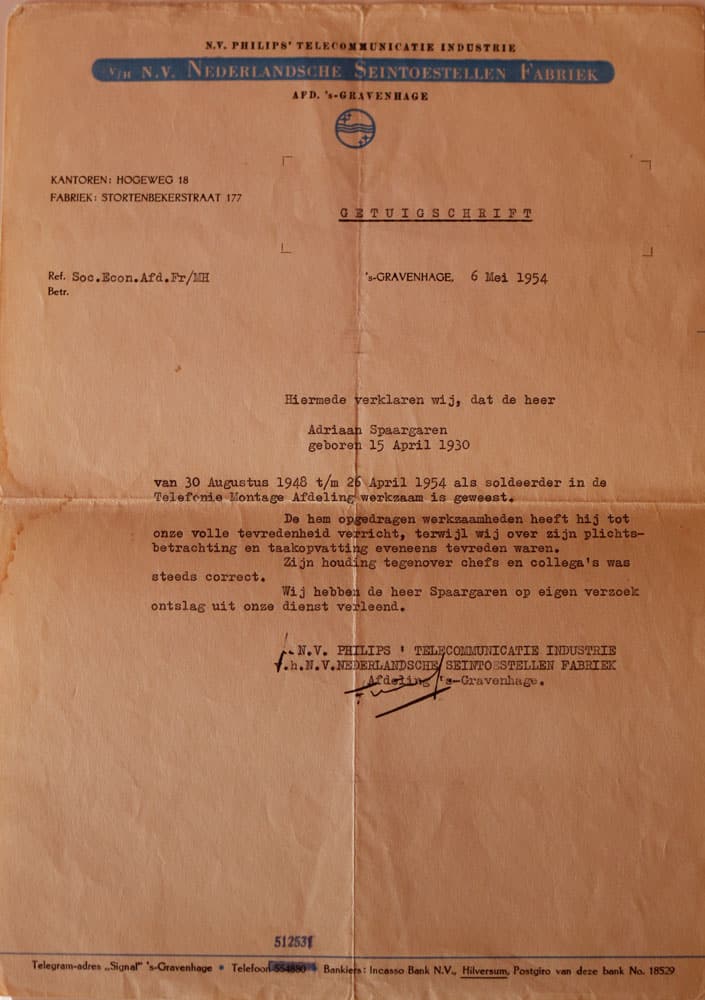 N.V. PHILIPS' TELECOMMUNICATIE INDUSTRIE
V/H N.V. NEDERLANDSCHE SEINTOESTELLEN FABRIEK
AFD. 's-GRAVENHAGE
KANTOREN: HOGEWEG 18
FABRIEK: STORTENBEKERSTRAAT 177
GETUIGSCHRIFT
Ref. Soc.Econ.Afd.Fr/MH
's-GRAVENHAGE, 6 Mei 1954
Betr.
Hiermede verklaren wij, dat de heer
Adriaan Spaargaren
geboren 15 April 1930
van 30 Augustus 1948 t/m 26 April 1954 als soldeerder in de
Telefonie Montage Afdeling werkzaam is geweest.
De hem opgedragen werkzaamheden heeft hij tot
onze volle tevredenheid verricht, terwijl wij over zijn plichts-
betrachting en taakopvatting eveneens tevreden waren.
Zijn houding tegenover chefs en collega's was
steeds correct.
Wij hebben de heer Spaargaren op eigen verzoek
ontslag uit onze dienst verleend.
N.V. PHILIPS ' TELECOMMUNICATIE INDUSTRIE
.h.N.V.NEDERLANDSCHE SEINTOESTELLEN FABRIEK
Afdeling 's-Gravenhage.
512531
Telegram-adres „Signal" 's-Gravenhage • Telefoon 554880 • Bankiers: Incasso Bank N.V., Hilversum, Postgiro van deze bank No. 18529